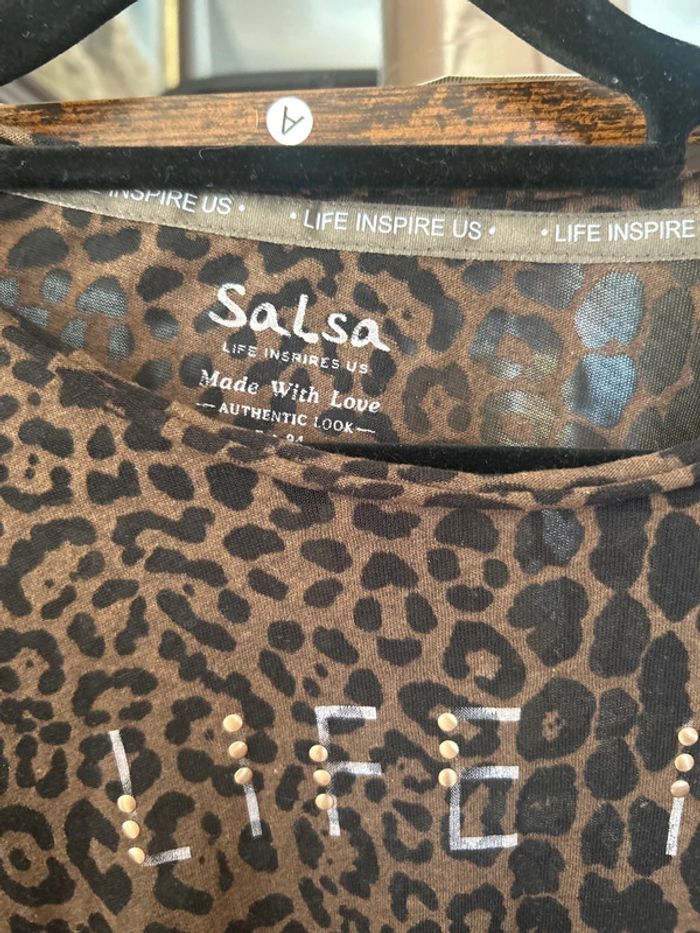 A
INSPIRE US • • LIFE INSPIRE US • • LIFE INSPIRE
Salsa
LIFE INSPIRES US
Made With Love
—AUTHENTIC LOOK—
LIFE I